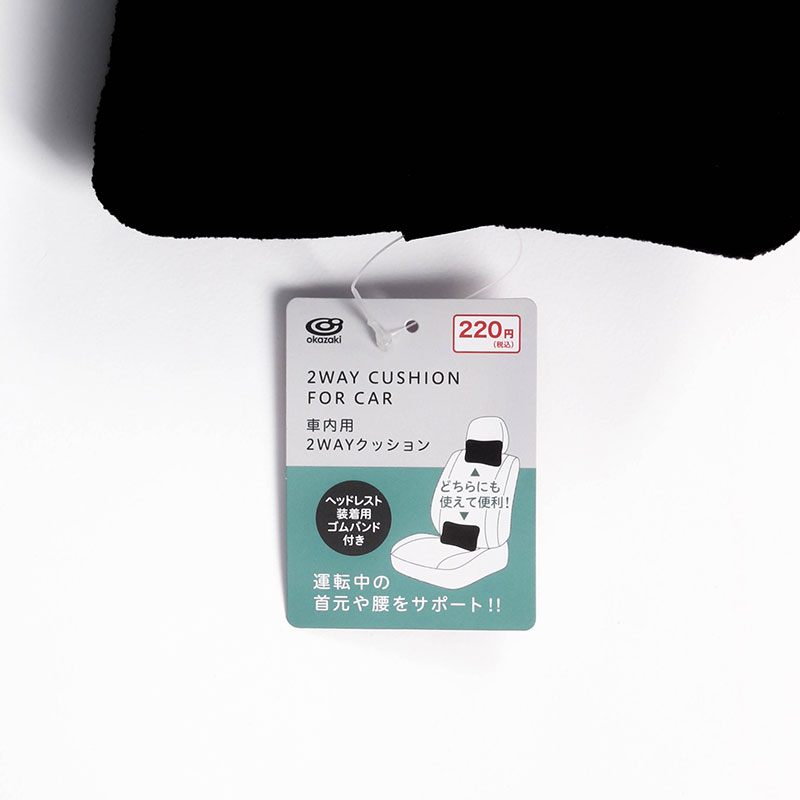 okazaki
220円
(税込)
2WAY CUSHION
FOR CAR
車内用
2WAYクッション
どちらにも
使えて便利!
ヘッドレスト
装着用
ゴムバンド
付き
運転中の
首元や腰をサポート!!